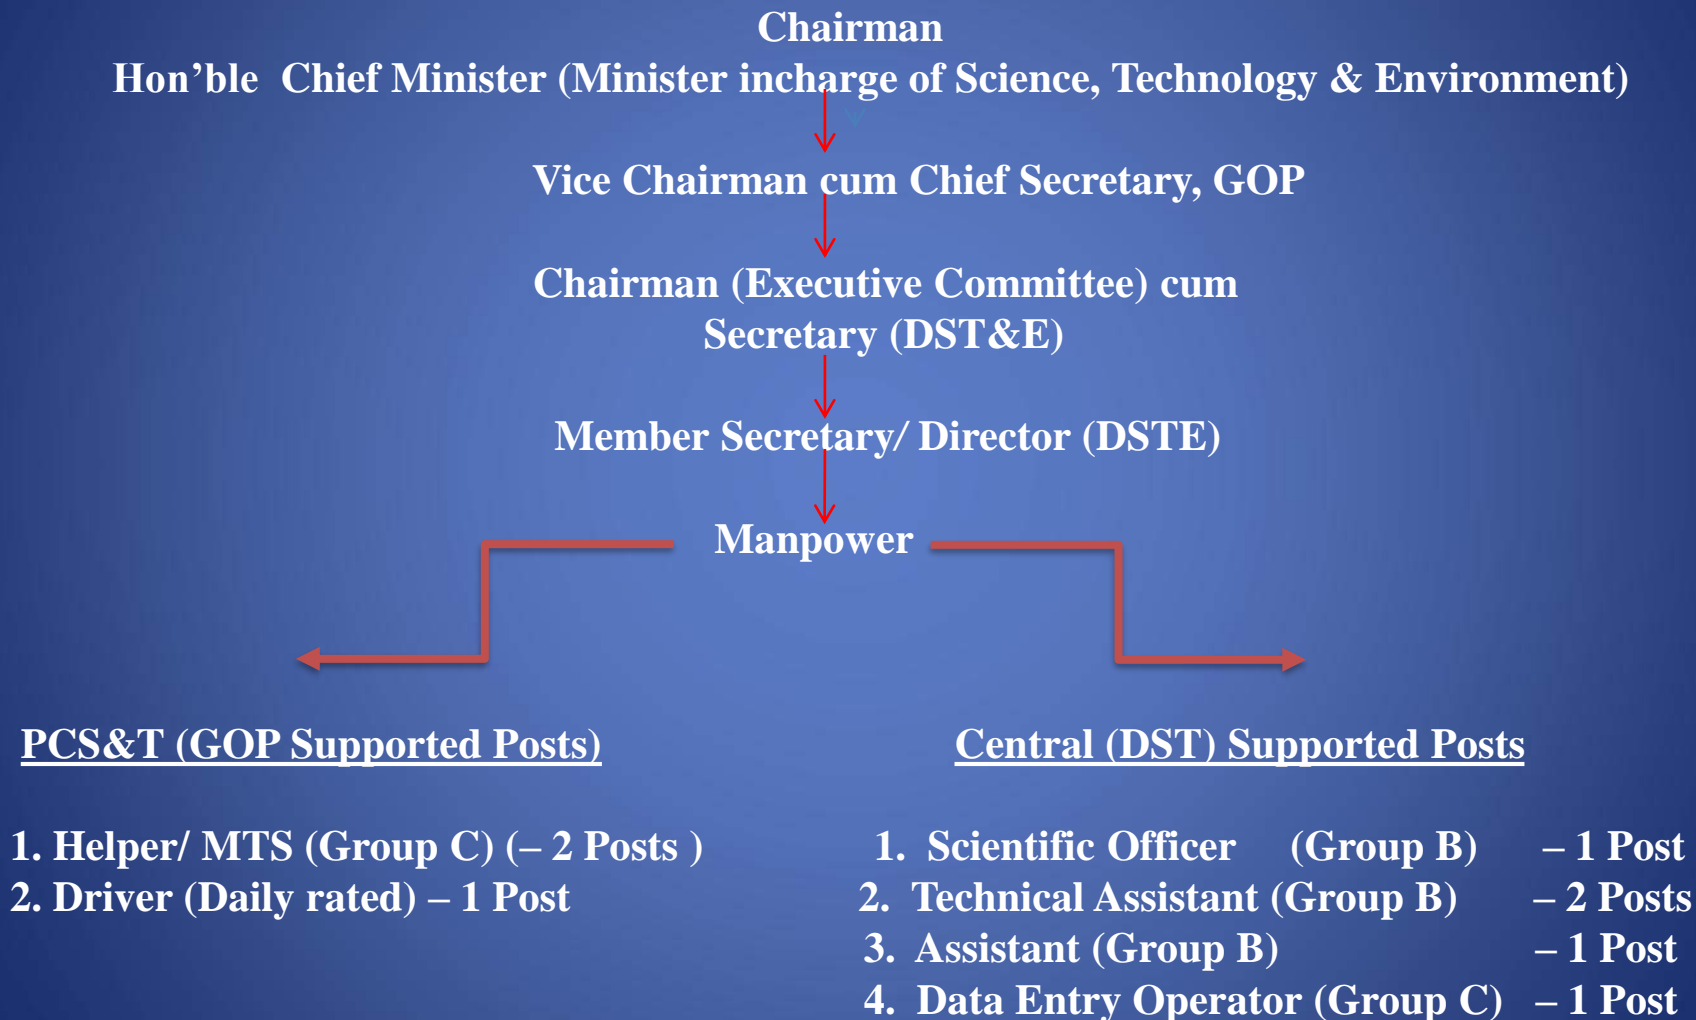 Chairman
Hon’ble Chief Minister (Minister incharge of Science, Technology & Environment)
Vice Chairman cum Chief Secretary, GOP
Chairman (Executive Committee) cum
Secretary (DST&E)
Member Secretary/ Director (DSTE)
Manpower
PCS&T (GOP Supported Posts)
1. Helper/ MTS (Group C) (– 2 Posts )
2. Driver (Daily rated) – 1 Post
Central (DST) Supported Posts
1. Scientific Officer (Group B) – 1 Post
2. Technical Assistant (Group B) – 2 Posts
3. Assistant (Group B) – 1 Post
4. Data Entry Operator (Group C) – 1 Post